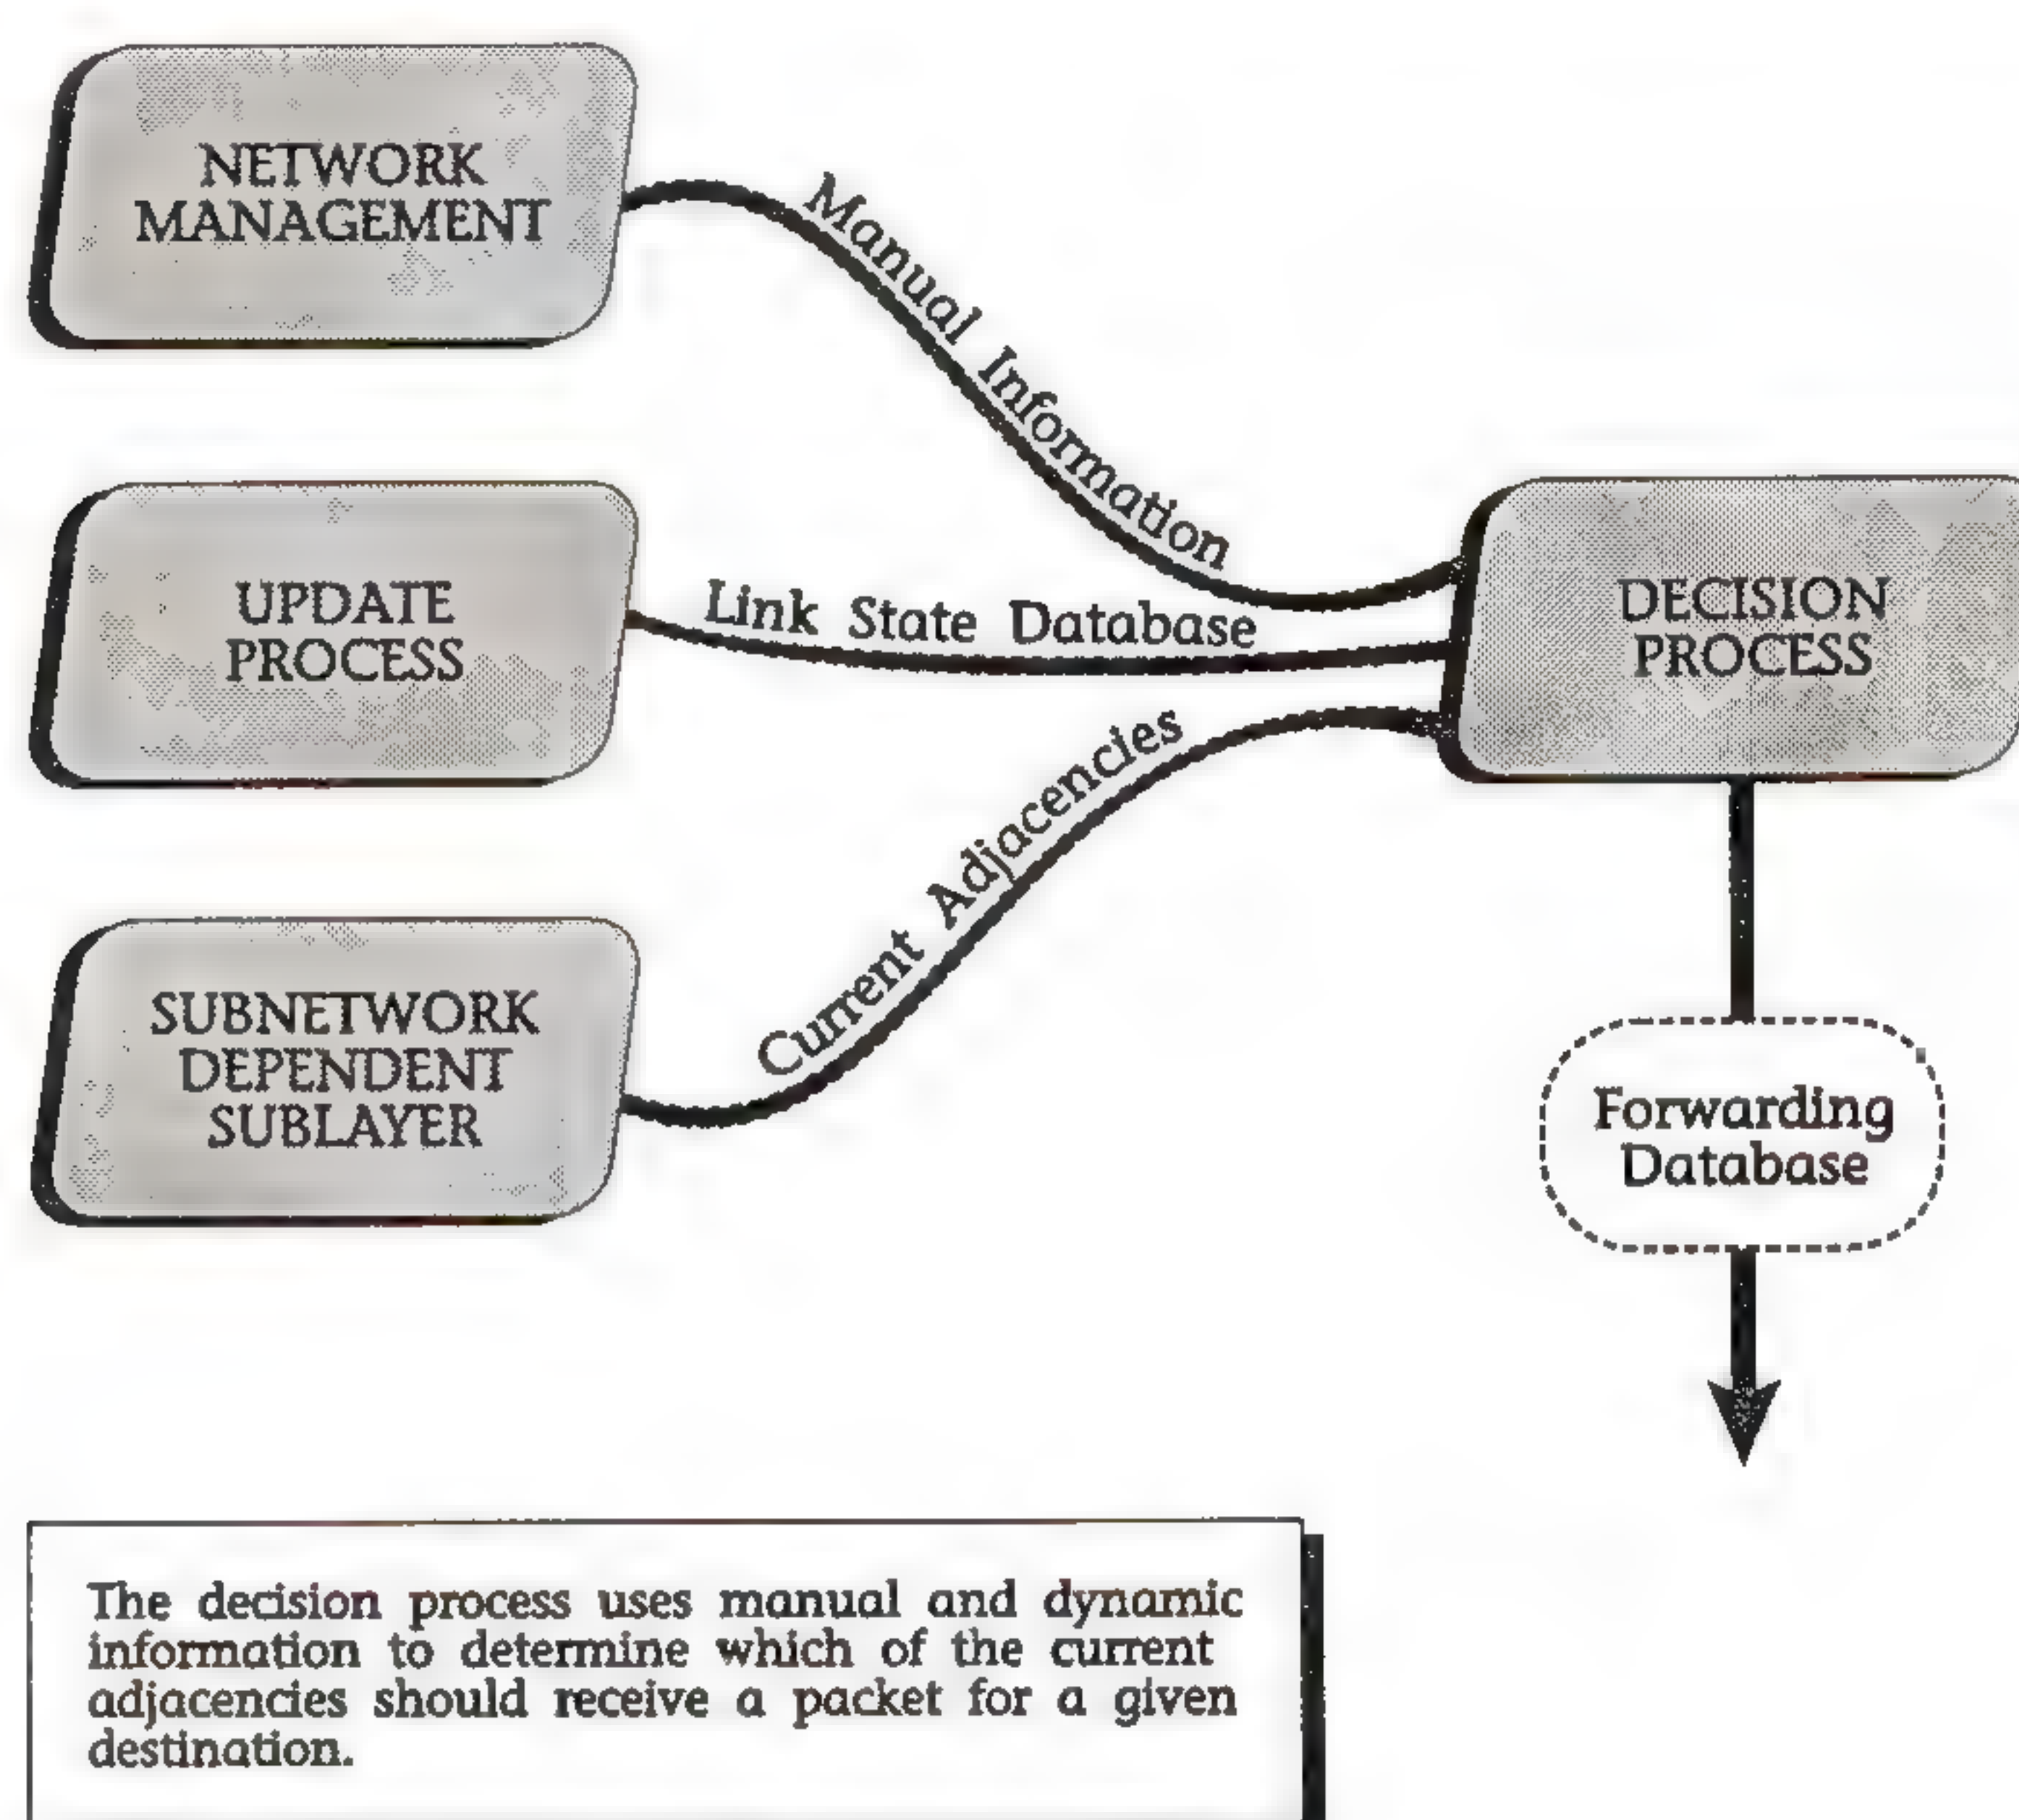 NETWORK
MANAGEMENT
Manual Information
UPDATE
PROCESS
Link State Database
DECISION
PROCESS
SUBNETWORK
DEPENDENT
SUBLAYER
Current Adjacencies
Forwarding
Database
The decision process uses manual and dynamic
information to determine which of the current
adjacencies should receive a packet for a given
destination.